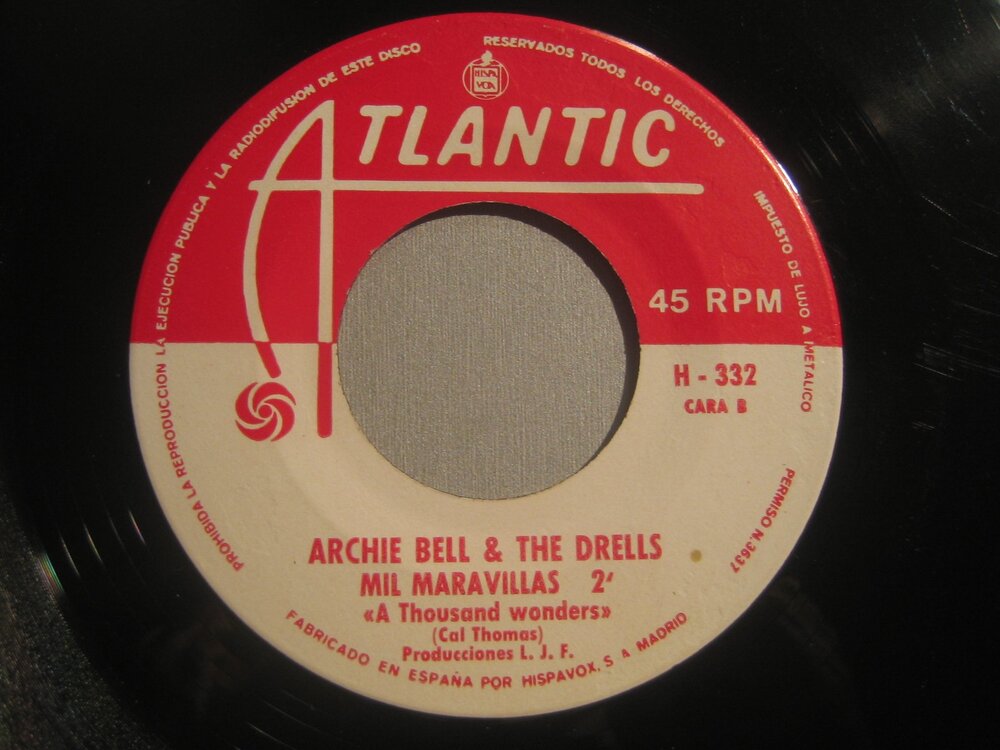 PROHIBIDA LA REPRODUCCION LA EJECUCION PUBLICA Y LA RADIODIFUSION DE ESTE DISCO
RESERVADOS TODOS LOS DERECHOS
IMPUESTO DE LUJO A METALICO
PERMISO N.3637
HISPA
VOX
ATLANTIC
45 RPM
H - 332
CARA B
ARCHIE BELL & THE DRELLS
MIL MARAVILLAS 2'
«A Thousand wonders»
(Cal Thomas)
Producciones L. J. F.
FABRICADO EN ESPAÑA POR HISPAVOX, S. A MADRID